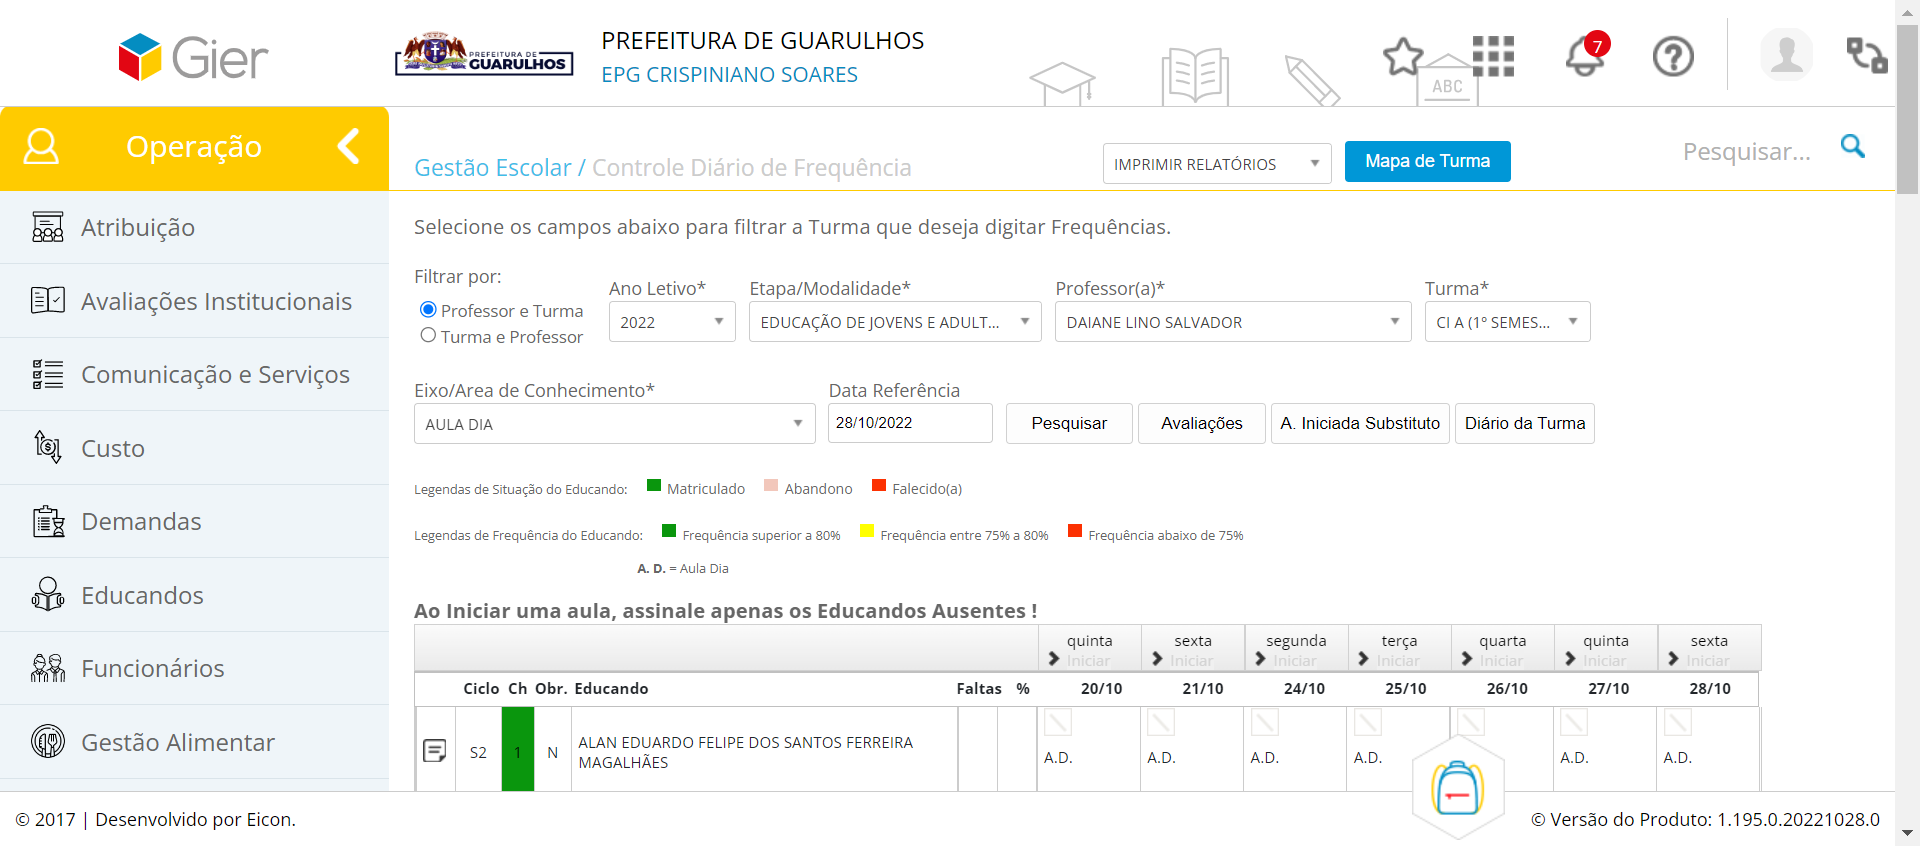 Gier
PREFEITURA DE
GUARULHOS
PREFEITURA DE GUARULHOS
EPG CRISPINIANO SOARES
ABC
7
Operação
Gestão Escolar / Controle Diário de Frequência
IMPRIMIR RELATÓRIOS
Mapa de Turma
Pesquisar...
Atribuição
Avaliações Institucionais
Comunicação e Serviços
Custo
Demandas
Educandos
Funcionários
Gestão Alimentar
Selecione os campos abaixo para filtrar a Turma que deseja digitar Frequências.
Filtrar por:
Professor e Turma
Turma e Professor
Ano Letivo*
2022
Etapa/Modalidade*
EDUCAÇÃO DE JOVENS E ADULT...
Professor(a)*
DAIANE LINO SALVADOR
Turma*
CI A (1º SEMES...
Eixo/Area de Conhecimento*
AULA DIA
Data Referência
28/10/2022
Pesquisar
Avaliações
A. Iniciada Substituto
Diário da Turma
Legendas de Situação do Educando: Matriculado Abandono Falecido(a)
Legendas de Frequência do Educando: Frequência superior a 80% Frequência entre 75% a 80% Frequência abaixo de 75%
A. D. = Aula Dia
Ao Iniciar uma aula, assinale apenas os Educandos Ausentes !
quinta sexta segunda terça quarta quinta sexta
Iniciar Iniciar Iniciar Iniciar Iniciar Iniciar Iniciar
Ciclo Ch Obr. Educando Faltas % 20/10 21/10 24/10 25/10 26/10 27/10 28/10
S2 1 N ALAN EDUARDO FELIPE DOS SANTOS FERREIRA
MAGALHÃES
A.D. A.D. A.D. A.D. A.D. A.D.
© 2017 | Desenvolvido por Eicon.
© Versão do Produto: 1.195.0.20221028.0